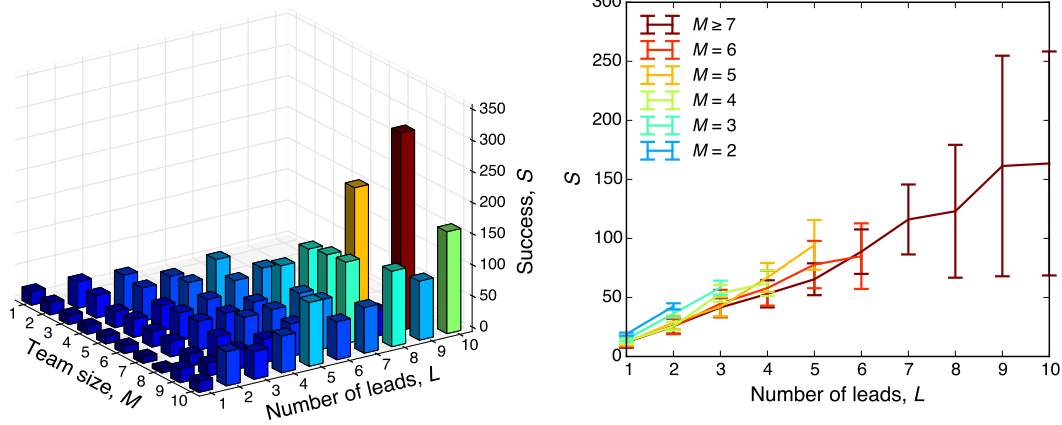 350
300
250
200
150
100
50
0
Success, S
1 2 3 4 5 6 7 8 9 10
Team size, M
1 2 3 4 5 6 7 8 9 10
Number of leads, L
300
250
200
150
100
50
0
S
M ≥ 7
M = 6
M = 5
M = 4
M = 3
M = 2
1 2 3 4 5 6 7 8 9 10
Number of leads, L